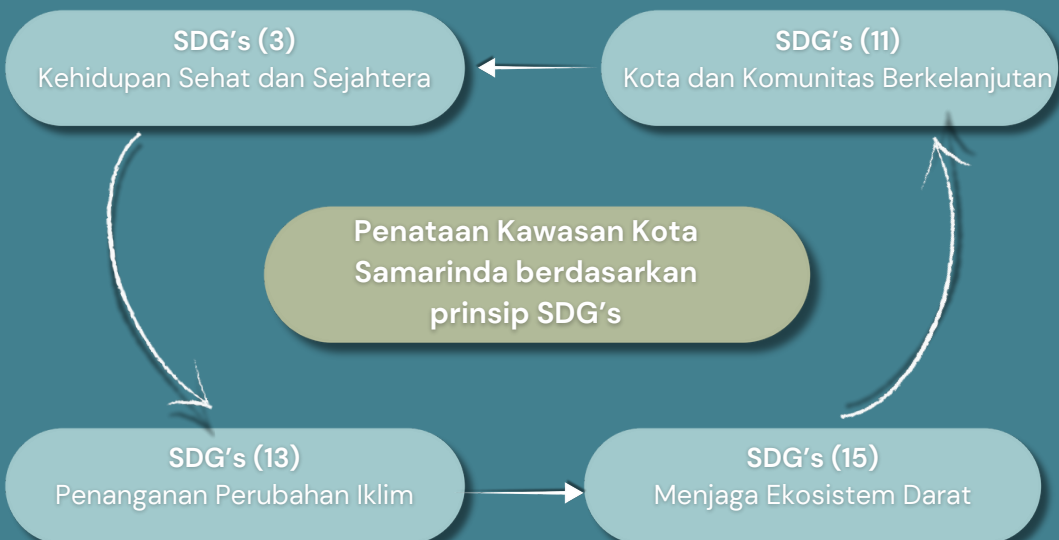 SDG's (3)
Kehidupan Sehat dan Sejahtera
SDG's (11)
Kota dan Komunitas Berkelanjutan
Penataan Kawasan Kota
Samarinda berdasarkan
prinsip SDG's
SDG's (13)
Penanganan Perubahan Iklim
SDG's (15)
Menjaga Ekosistem Darat